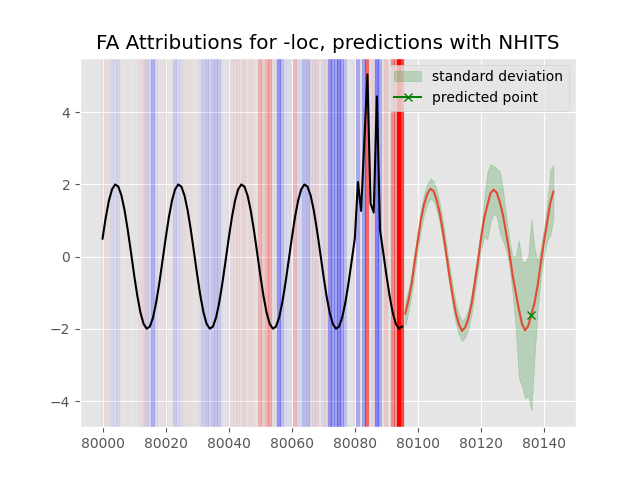 FA Attributions for -loc, predictions with NHITS
standard deviation
predicted point
4
2
0
−2
−4
80000 80020 80040 80060 80080 80100 80120 80140